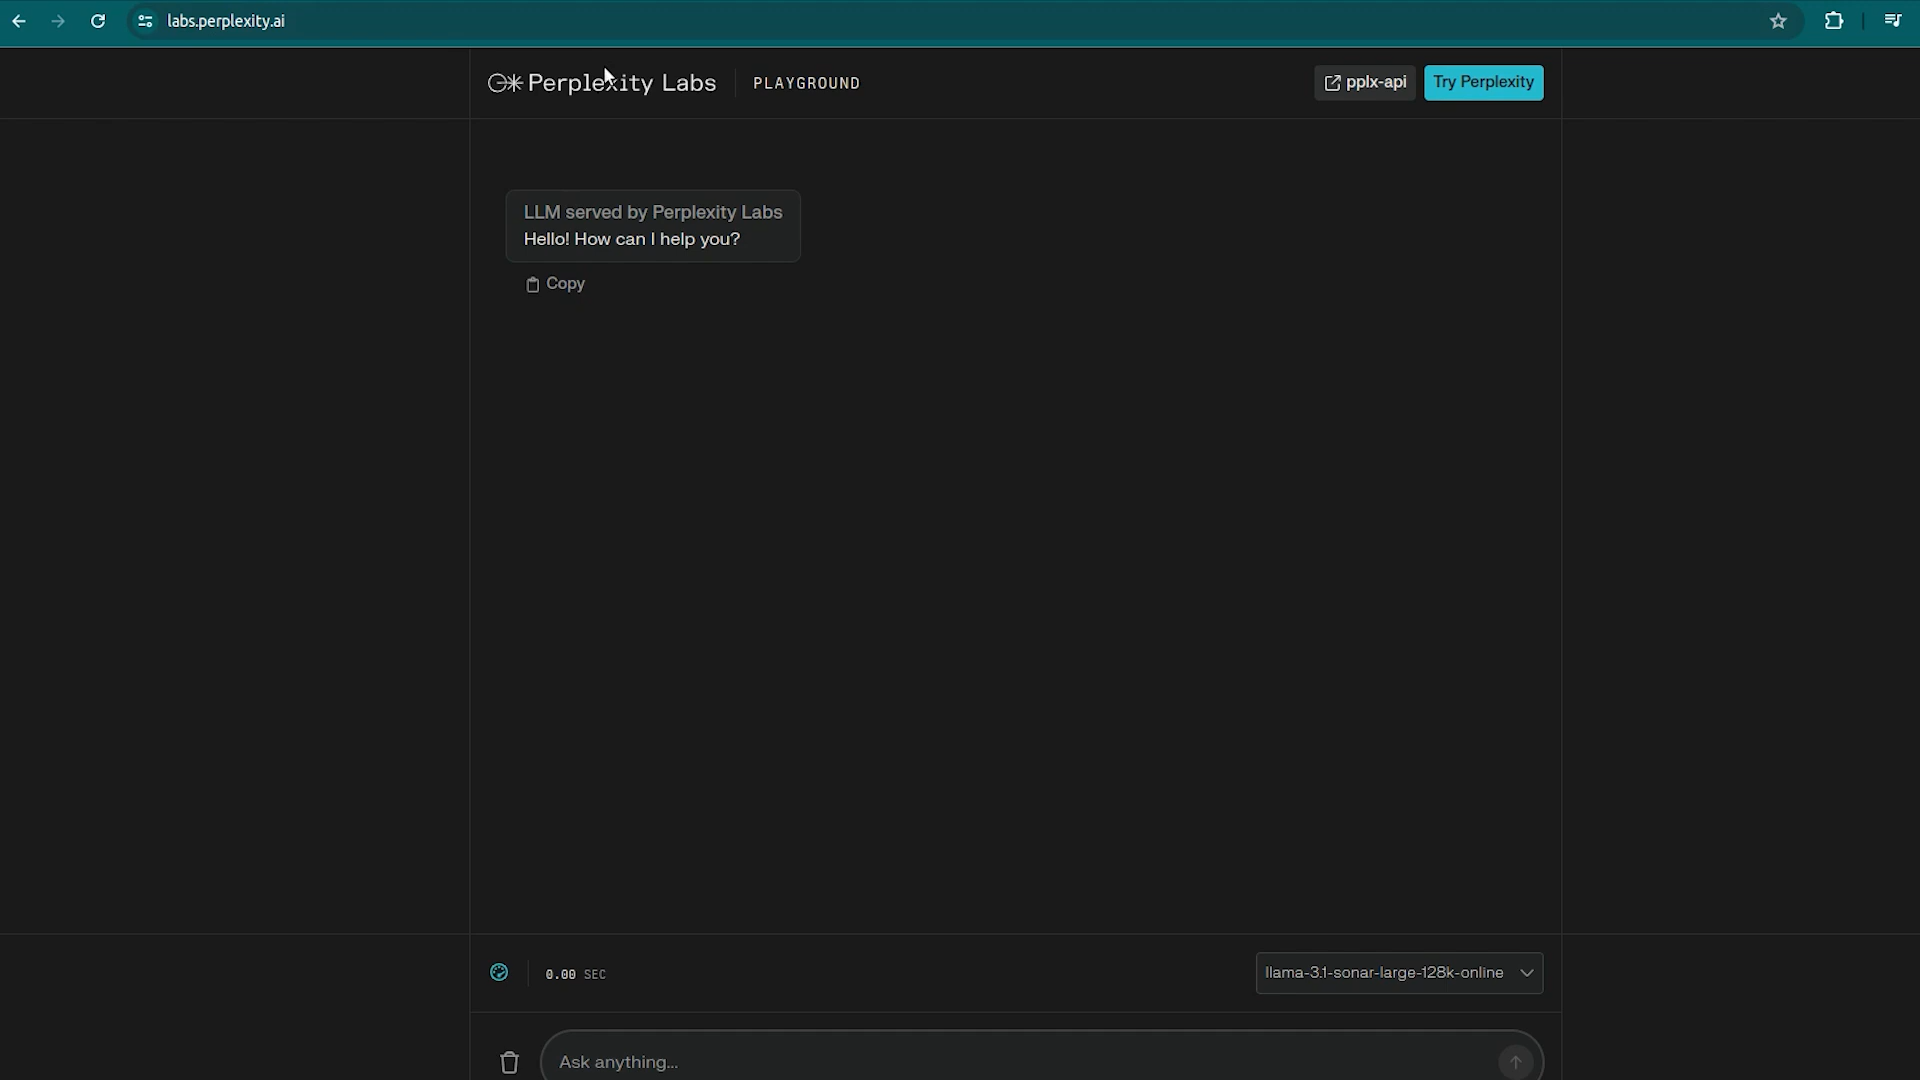 labs.perplexity.ai
Perplexity Labs
PLAYGROUND
pplx-api
Try Perplexity
LLM served by Perplexity Labs
Hello! How can I help you?
Copy
0.00 SEC
llama-3.1-sonar-large-128k-online
Ask anything...